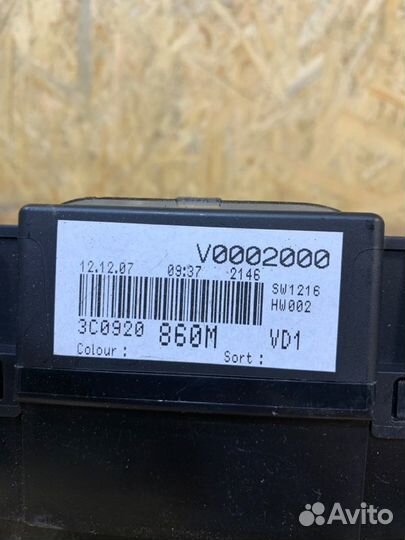 V0002000
12.12.07 09:37 2146
SW1216
HW002
3C0920 860M VD1
Colour : Sort :
Avito